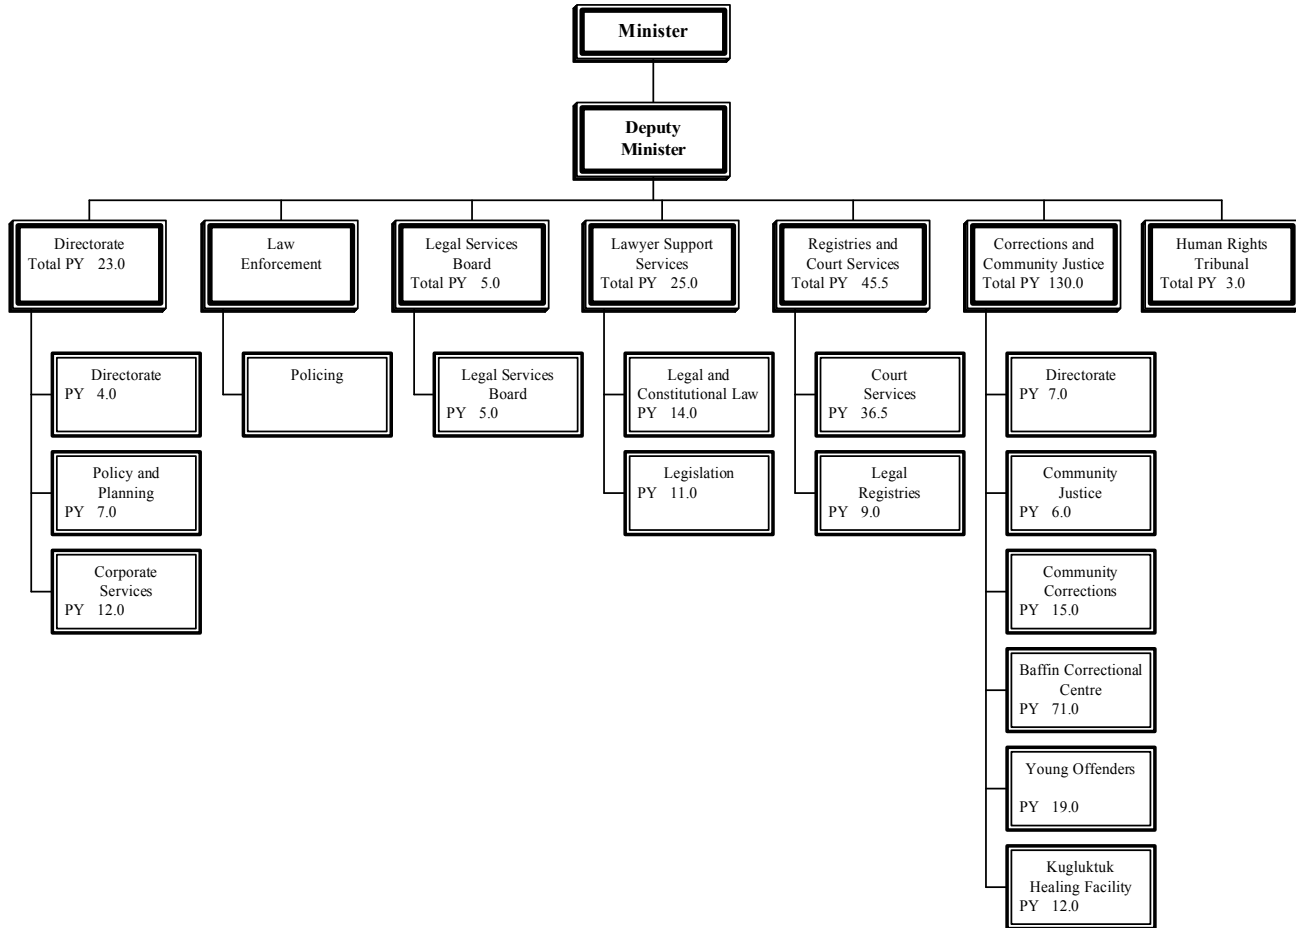 Minister
Deputy
Minister
Directorate
Total PY 23.0
Law
Enforcement
Legal Services
Board
Total PY 5.0
Lawyer Support
Services
Total PY 25.0
Registries and
Court Services
Total PY 45.5
Corrections and
Community Justice
Total PY 130.0
Human Rights
Tribunal
Total PY 3.0
Directorate
PY 4.0
Policy and
Planning
PY 7.0
Corporate
Services
PY 12.0
Policing
Legal Services
Board
PY 5.0
Legal and
Constitutional Law
PY 14.0
Legislation
PY 11.0
Court
Services
PY 36.5
Legal
Registries
PY 9.0
Directorate
PY 7.0
Community
Justice
PY 6.0
Community
Corrections
PY 15.0
Baffin Correctional
Centre
PY 71.0
Young Offenders
PY 19.0
Kugluktuk
Healing Facility
PY 12.0